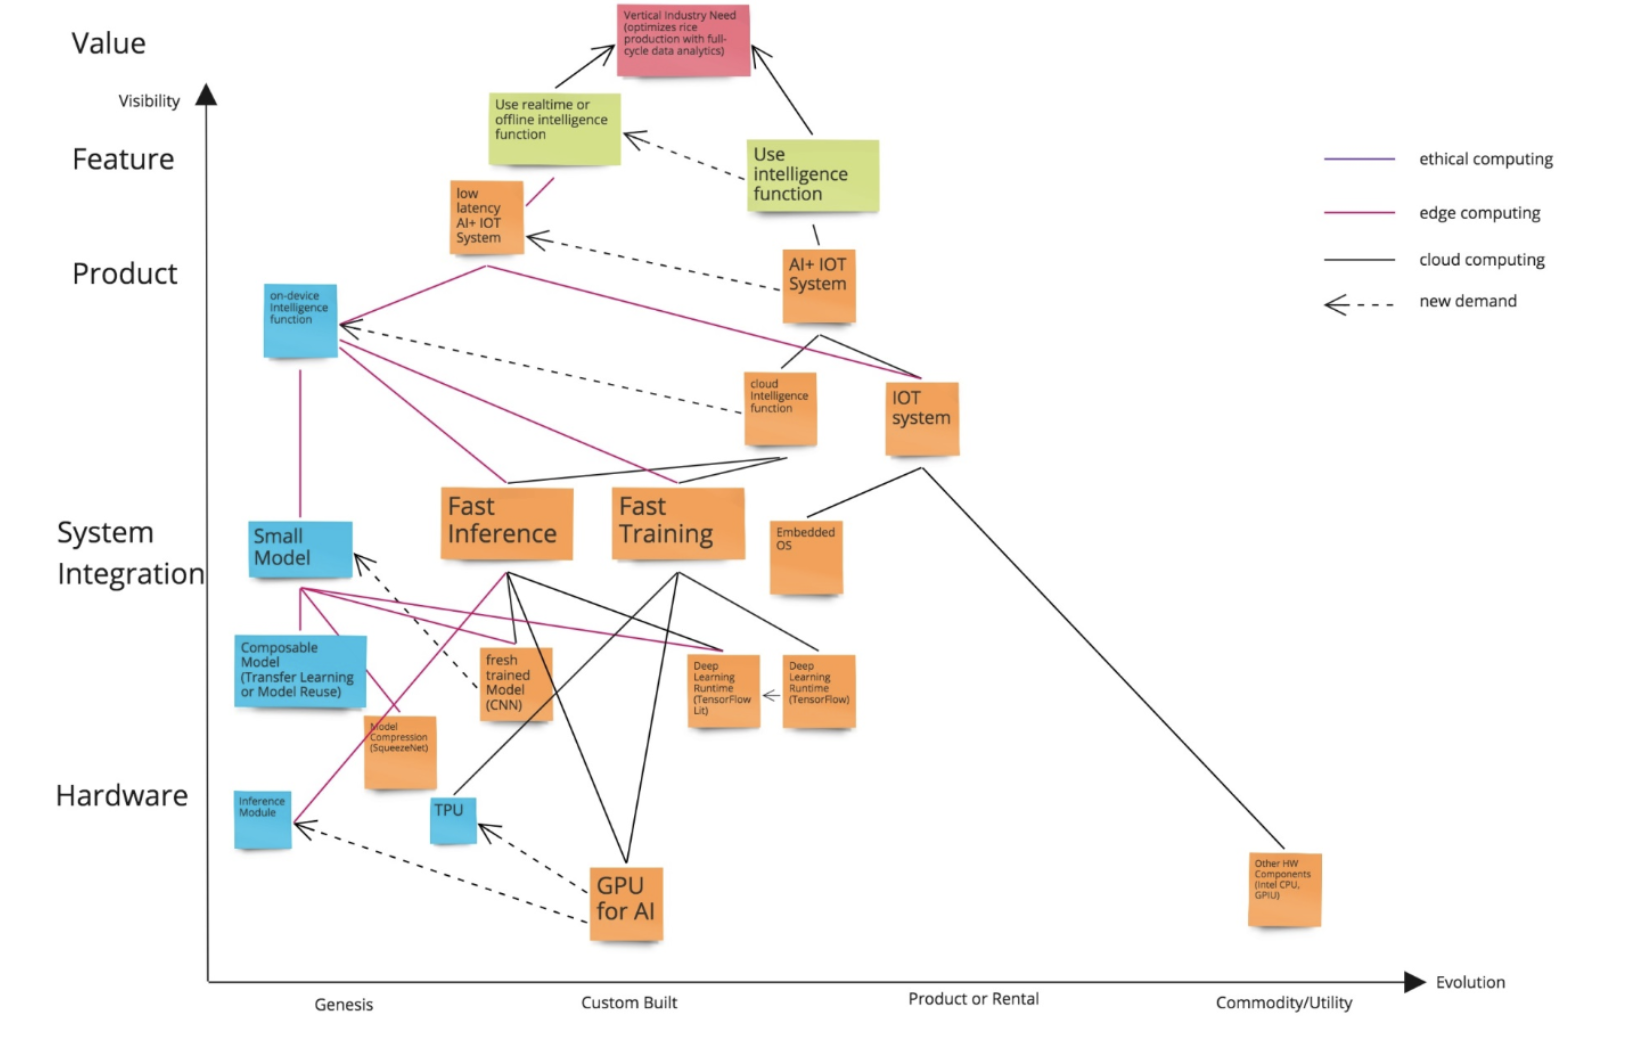 Value
Vertical Industry Need
(optimizes rice
production with full-
cycle data analytics)
Visibility
Use realtime or
offline intelligence
function
Feature
Use
intelligence
function
ethical computing
edge computing
cloud computing
new demand
low
latency
AI+ IOT
System
Product
AI+ IOT
System
on-device
Intelligence
function
cloud
Intelligence
function
IOT
system
System
Integration
Small
Model
Fast
Inference
Fast
Training
Embedded
OS
Composable
Model
(Transfer Learning
or Model Reuse)
fresh
trained
Model
(CNN)
Deep
Learning
Runtime
(TensorFlow
Lit)
Deep
Learning
Runtime
(TensorFlow)
Model
Compression
(SqueezeNet)
Hardware
Inference
Module
TPU
GPU
for AI
Other HW
Components
(Intel CPU,
GPIU)
Evolution
Genesis
Custom Built
Product or Rental
Commodity/Utility